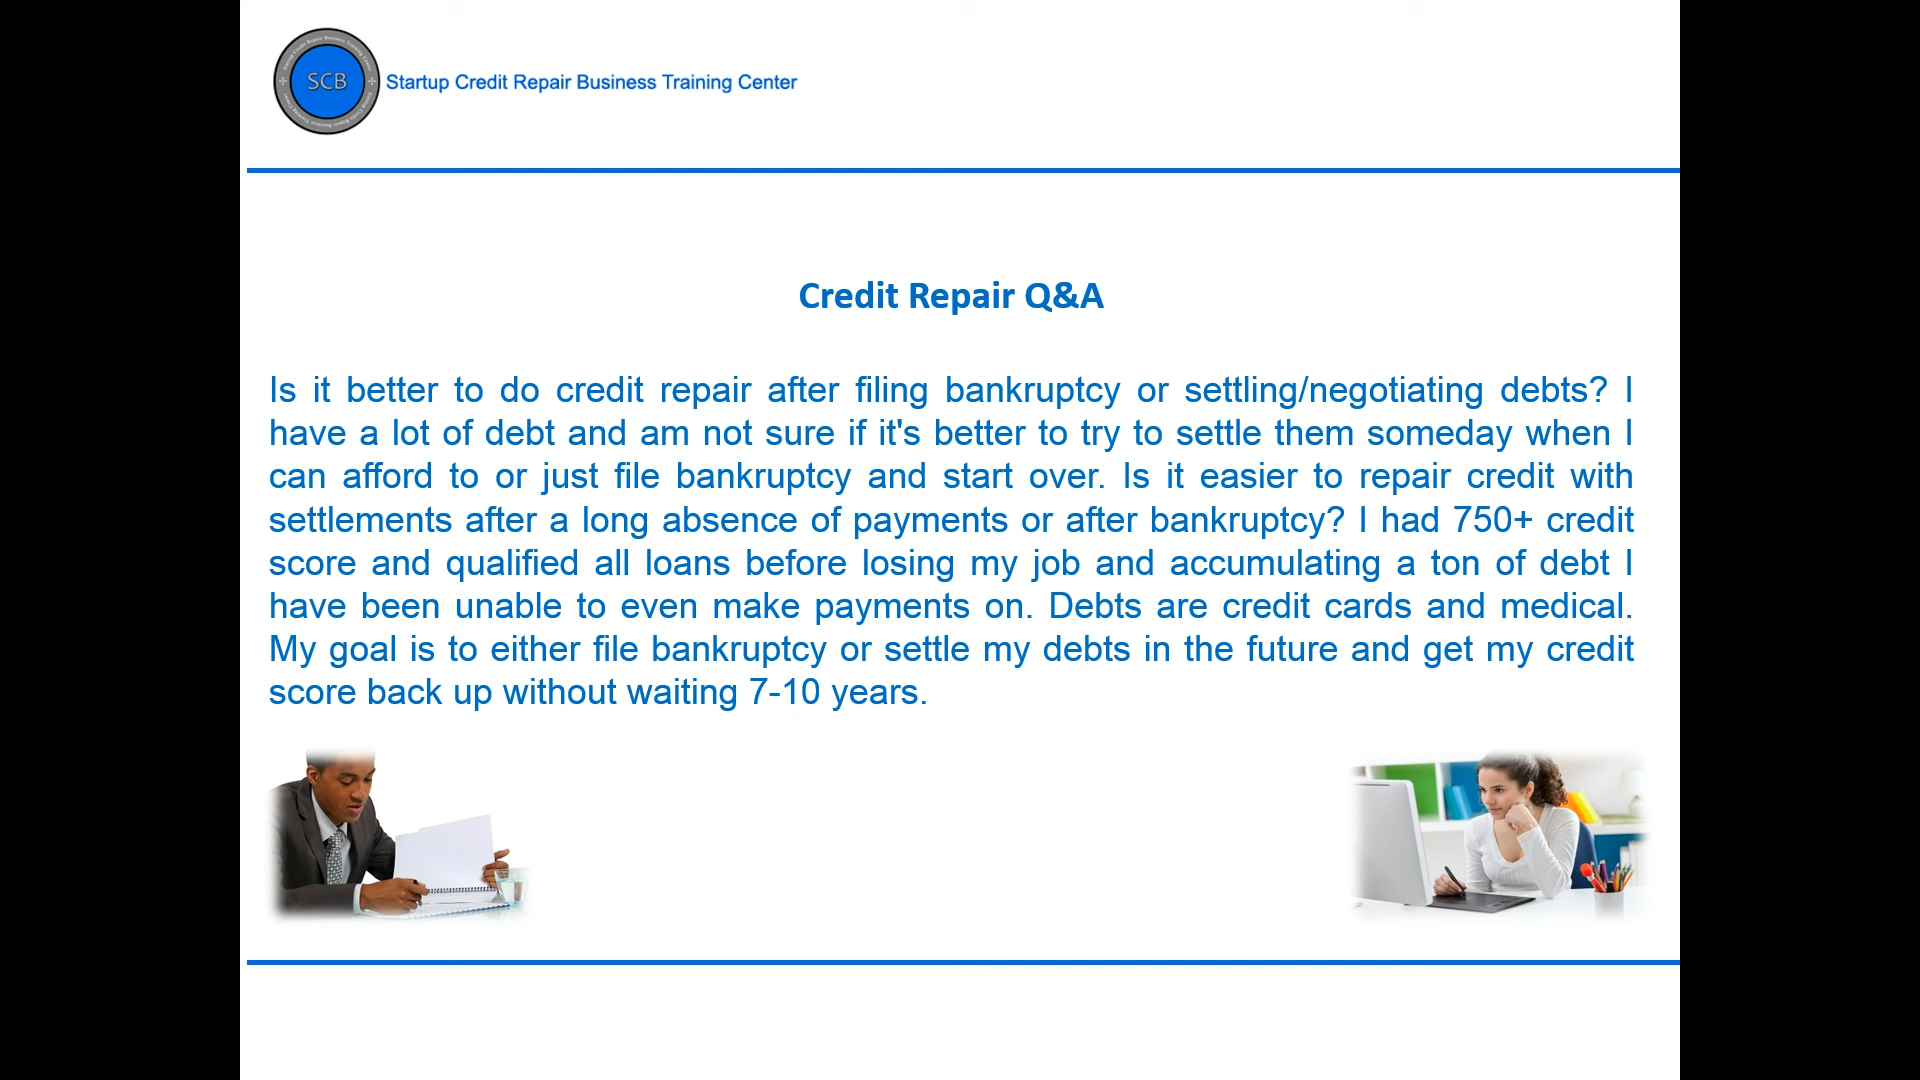 SCB
Startup Credit Repair Business Training Center
Credit Repair Q&A
Is it better to do credit repair after filing bankruptcy or settling/negotiating debts? I
have a lot of debt and am not sure if it's better to try to settle them someday when I
can afford to or just file bankruptcy and start over. Is it easier to repair credit with
settlements after a long absence of payments or after bankruptcy? I had 750+ credit
score and qualified all loans before losing my job and accumulating a ton of debt I
have been unable to even make payments on. Debts are credit cards and medical.
My goal is to either file bankruptcy or settle my debts in the future and get my credit
score back up without waiting 7-10 years.